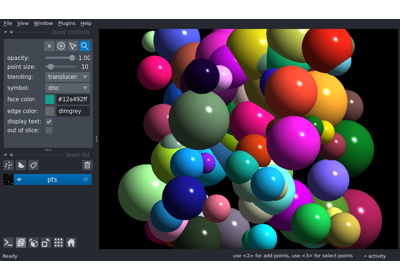 File View Window Plugins Help
layer controls
opacity: 1.00
point size: 10
blending: translucen
symbol: disc
face color: #12a492ff
edge color: dimgrey
display text:
out of slice:
layer list
pts
Ready use <2> for add points, use <3> for select points activity